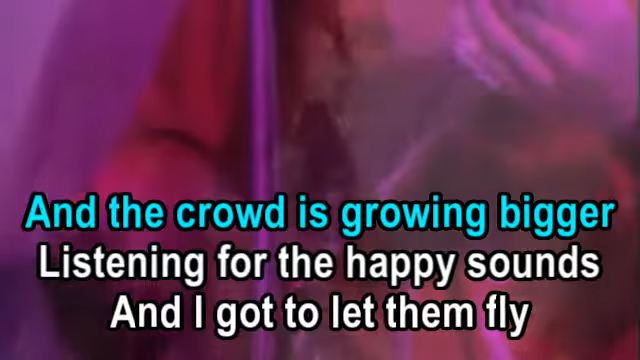 And the crowd is growing bigger
Listening for the happy sounds
And I got to let them fly